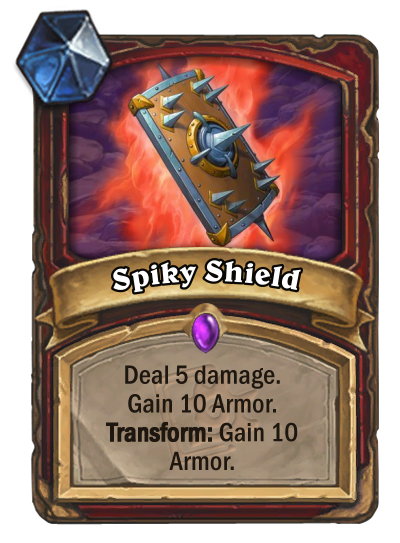 Spiky Shield
Deal 5 damage.
Gain 10 Armor.
Transform: Gain 10
Armor.